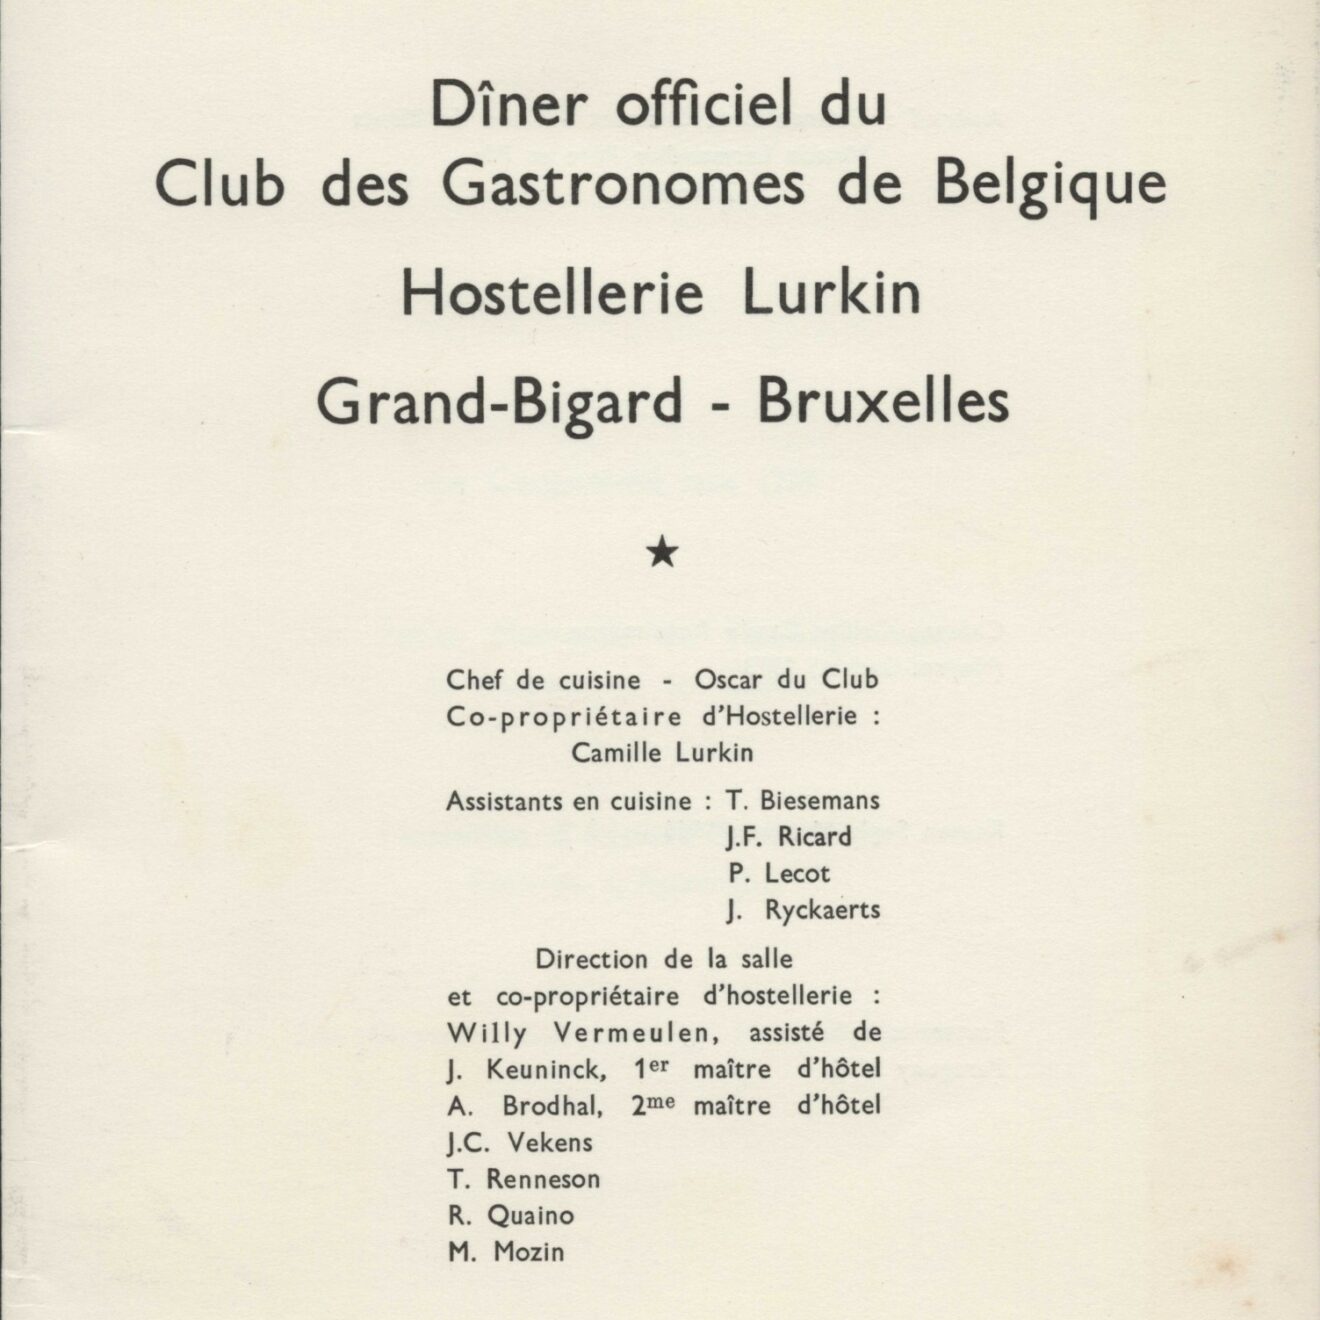 Dîner officiel du
Club des Gastronomes de Belgique
Hostellerie Lurkin
Grand-Bigard - Bruxelles
★
Chef de cuisine - Oscar du Club
Co-propriétaire d'Hostellerie :
Camille Lurkin
Assistants en cuisine : T. Biesemans
J.F. Ricard
P. Lecot
J. Ryckaerts
Direction de la salle
et co-propriétaire d'hostellerie :
Willy Vermeulen, assisté de
J. Keuninck, 1er maître d'hôtel
A. Brodhal, 2me maître d'hôtel
J.C. Vekens
T. Renneson
R. Quaino
M. Mozin